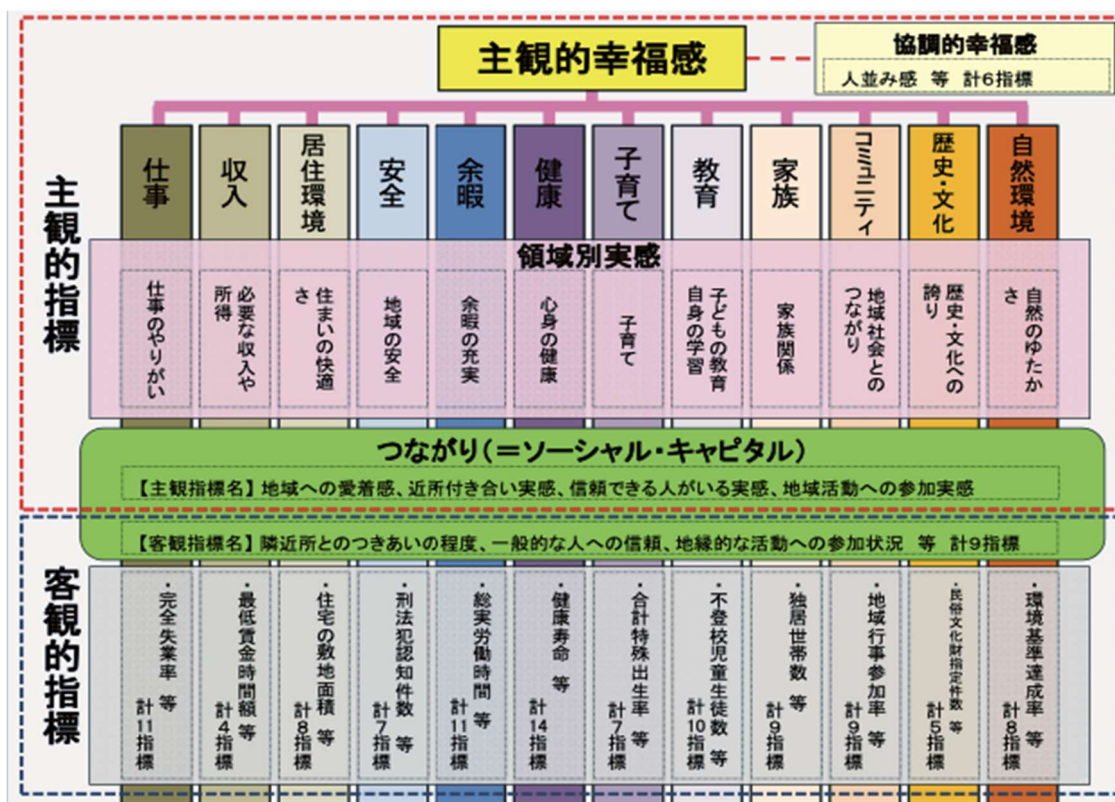 主観的幸福感
協調的幸福感
人並み感　等　計6指標
主観的指標
仕事
収入
居住環境
安全
余暇
健康
子育て
教育
家族
コミュニティ
歴史・文化
自然環境
領域別実感
仕事のやりがい
必要な収入や
所得
住まいの快適
さ
地域の安全
余暇の充実
心身の健康
子育て
子どもの教育
自身の学習
家族関係
地域社会との
つながり
歴史・文化への
誇り
自然のゆたか
さ
つながり(=ソーシャル・キャピタル)
【主観指標名】地域への愛着感、近所付き合い実感、信頼できる人がいる実感、地域活動への参加実感
【客観指標名】隣近所とのつきあいの程度、一般的な人への信頼、地縁的な活動への参加状況　等　計9指標
客観的指標
・完全失業率　等
計11指標
・最低賃金時間額　等
計4指標
・住宅の敷地面積　等
計8指標
・刑法犯認知件数　等
計7指標
・総実労働時間　等
計11指標
・健康寿命　等
計14指標
・合計特殊出生率　等
計7指標
・不登校児童生徒数　等
計10指標
・独居世帯数　等
計9指標
・地域行事参加率　等
計9指標
・民俗文化財指定件数　等
計5指標
・環境基準達成率　等
計8指標